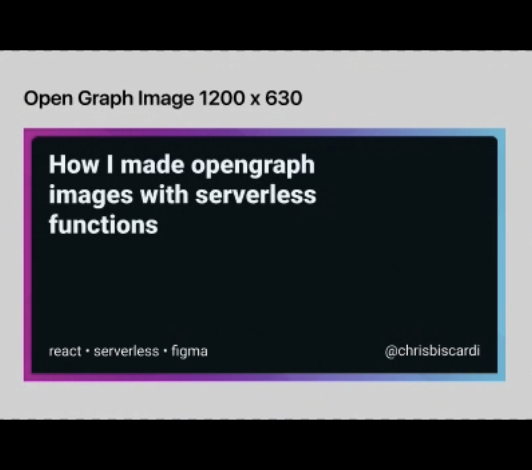 Open Graph Image 1200 x 630
How I made opengraph
images with serverless
functions
react • serverless • figma
@chrisbiscardi